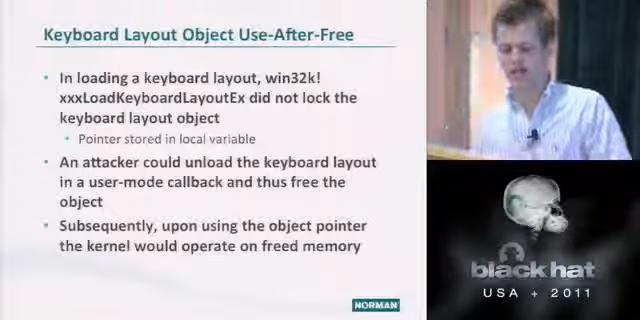 Keyboard Layout Object Use-After-Free
• In loading a keyboard layout, win32k!
xxxLoadKeyboardLayoutEx did not lock the
keyboard layout object
• Pointer stored in local variable
• An attacker could unload the keyboard layout
in a user-mode callback and thus free the
object
• Subsequently, upon using the object pointer
the kernel would operate on freed memory
NORMAN
black hat
USA + 2011